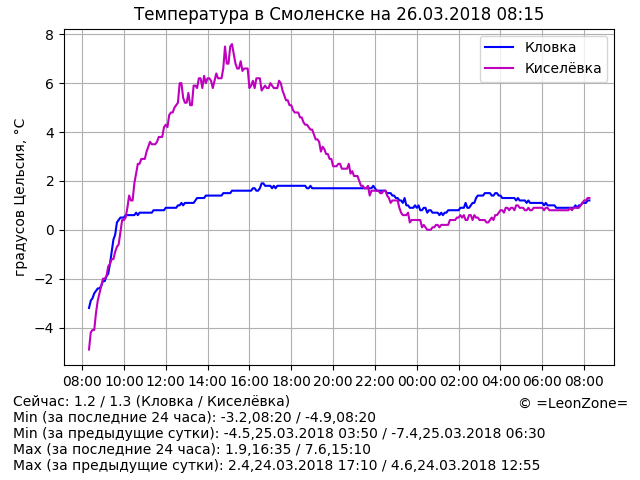 Температура в Смоленске на 26.03.2018 08:15
Кловка
Киселёвка
градусов Цельсия, °C
8
6
4
2
0
−2
−4
08:00 10:00 12:00 14:00 16:00 18:00 20:00 22:00 00:00 02:00 04:00 06:00 08:00
Сейчас: 1.2 / 1.3 (Кловка / Киселёвка)
© =LeonZone=
Min (за последние 24 часа): -3.2,08:20 / -4.9,08:20
Min (за предыдущие сутки): -4.5,25.03.2018 03:50 / -7.4,25.03.2018 06:30
Max (за последние 24 часа): 1.9,16:35 / 7.6,15:10
Max (за предыдущие сутки): 2.4,24.03.2018 17:10 / 4.6,24.03.2018 12:55